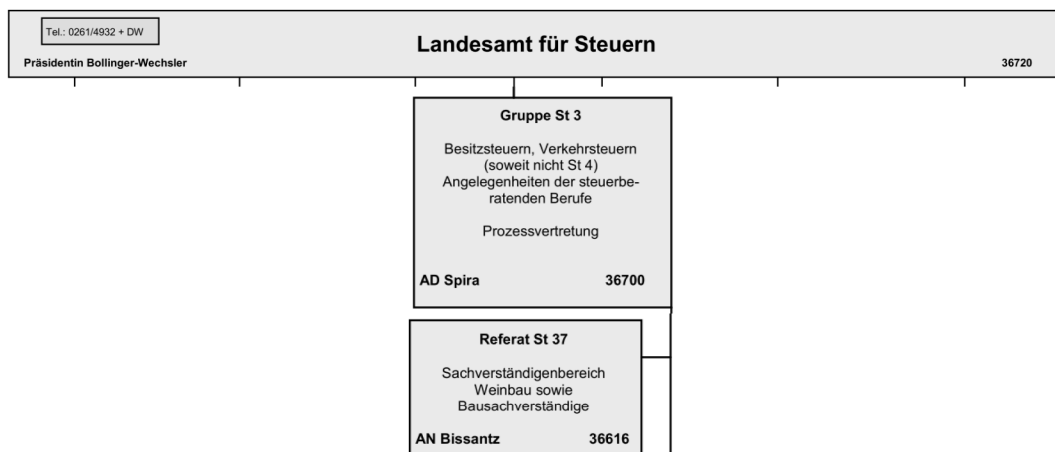 Tel.: 0261/4932 + DW
Landesamt für Steuern
Präsidentin Bollinger-Wechsler 36720
Gruppe St 3
Besitzsteuern, Verkehrsteuern
(soweit nicht St 4)
Angelegenheiten der steuerbe-
ratenden Berufe
Prozessvertretung
AD Spira 36700
Referat St 37
Sachverständigenbereich
Weinbau sowie
Bausachverständige
AN Bissantz 36616